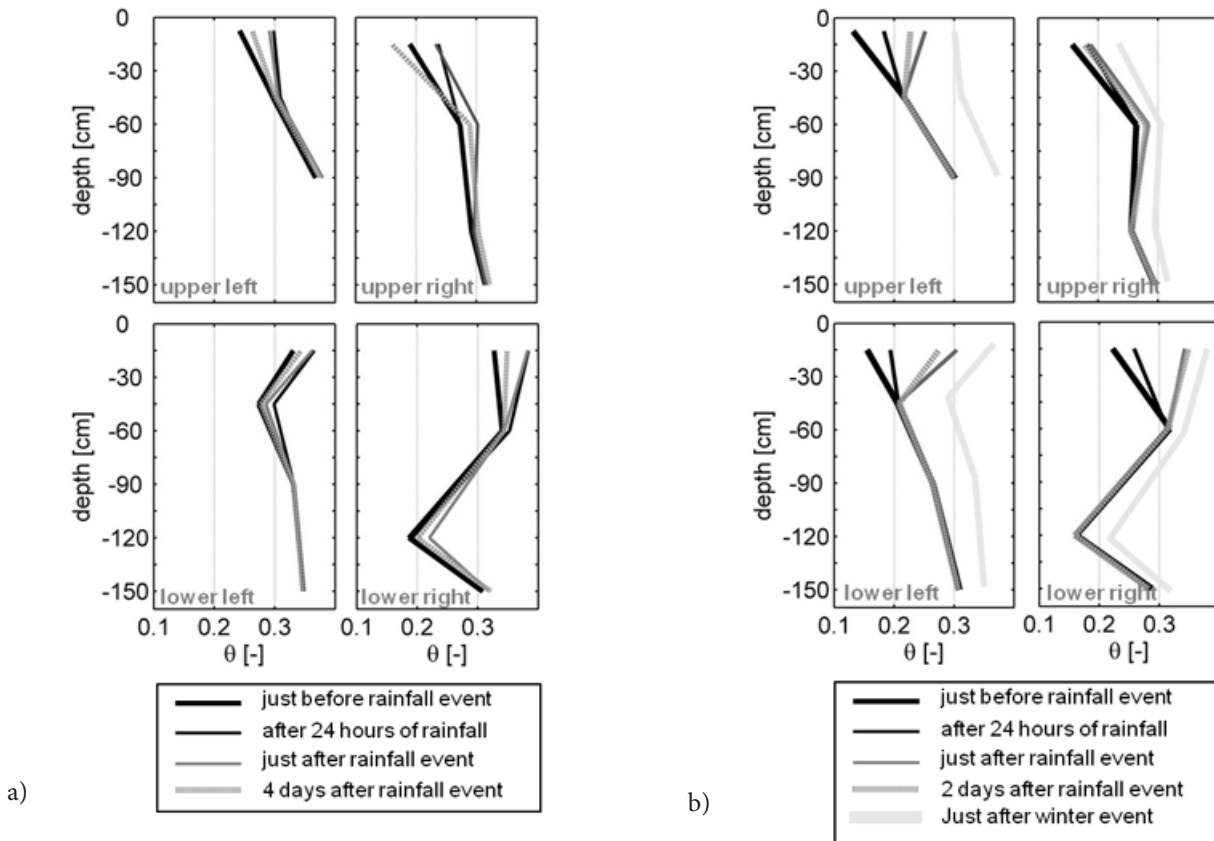 0
-30
-60
-90
-120
-150
depth [cm]
upper left
upper right
0
-30
-60
-90
-120
-150
depth [cm]
lower left
lower right
0.1 0.2 0.3
θ [-]
0.1 0.2 0.3
θ [-]
just before rainfall event
after 24 hours of rainfall
just after rainfall event
4 days after rainfall event
a)
0
-30
-60
-90
-120
-150
depth [cm]
upper left
upper right
0
-30
-60
-90
-120
-150
depth [cm]
lower left
lower right
0.1 0.2 0.3
θ [-]
0.1 0.2 0.3
θ [-]
just before rainfall event
after 24 hours of rainfall
just after rainfall event
2 days after rainfall event
Just after winter event
b)